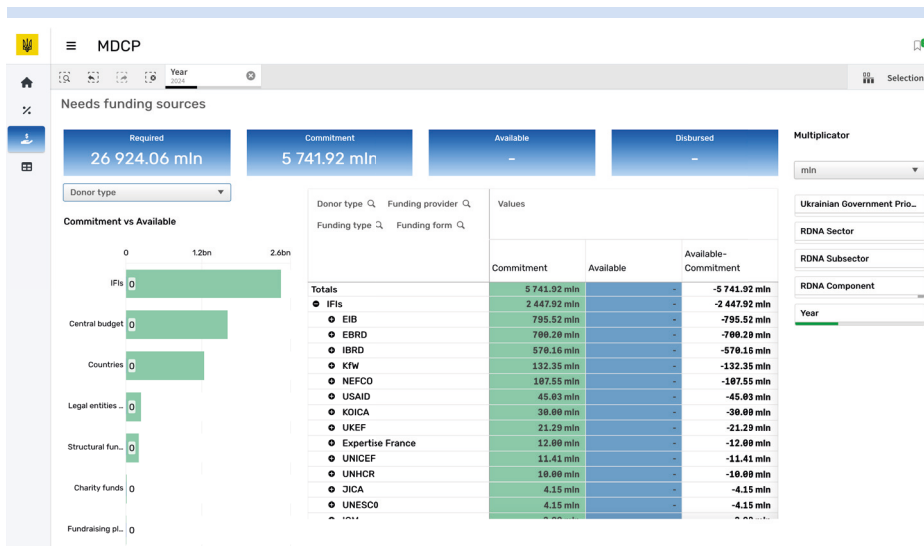 MDCP
Year
2024
Selection
Needs funding sources
Required
26 924.06 mln
Commitment
5 741.92 mln
Available
-
Disbursed
-
Multiplicator
mln
Ukrainian Government Prio...
RDNA Sector
RDNA Subsector
RDNA Component
Year
Donor type
Commitment vs Available
0 1.2bn 2.6bn
IFIs 0
Central budget 0
Countries 0
Legal entities ... 0
Structural fun... 0
Charity funds 0
Fundraising pl... 0
Donor type Funding provider Values
Funding type Funding form
Commitment Available Available-
Commitment
Totals 5 741.92 mln - -5 741.92 mln
IFIs 2 447.92 mln - -2 447.92 mln
EIB 795.52 mln - -795.52 mln
EBRD 700.20 mln - -700.20 mln
IBRD 570.16 mln - -570.16 mln
KfW 132.35 mln - -132.35 mln
NEFCO 107.55 mln - -107.55 mln
USAID 45.03 mln - -45.03 mln
KOICA 30.00 mln - -30.00 mln
UKEF 21.29 mln - -21.29 mln
Expertise France 12.00 mln - -12.00 mln
UNICEF 11.41 mln - -11.41 mln
UNHCR 10.00 mln - -10.00 mln
JICA 4.15 mln - -4.15 mln
UNESCO 4.15 mln - -4.15 mln